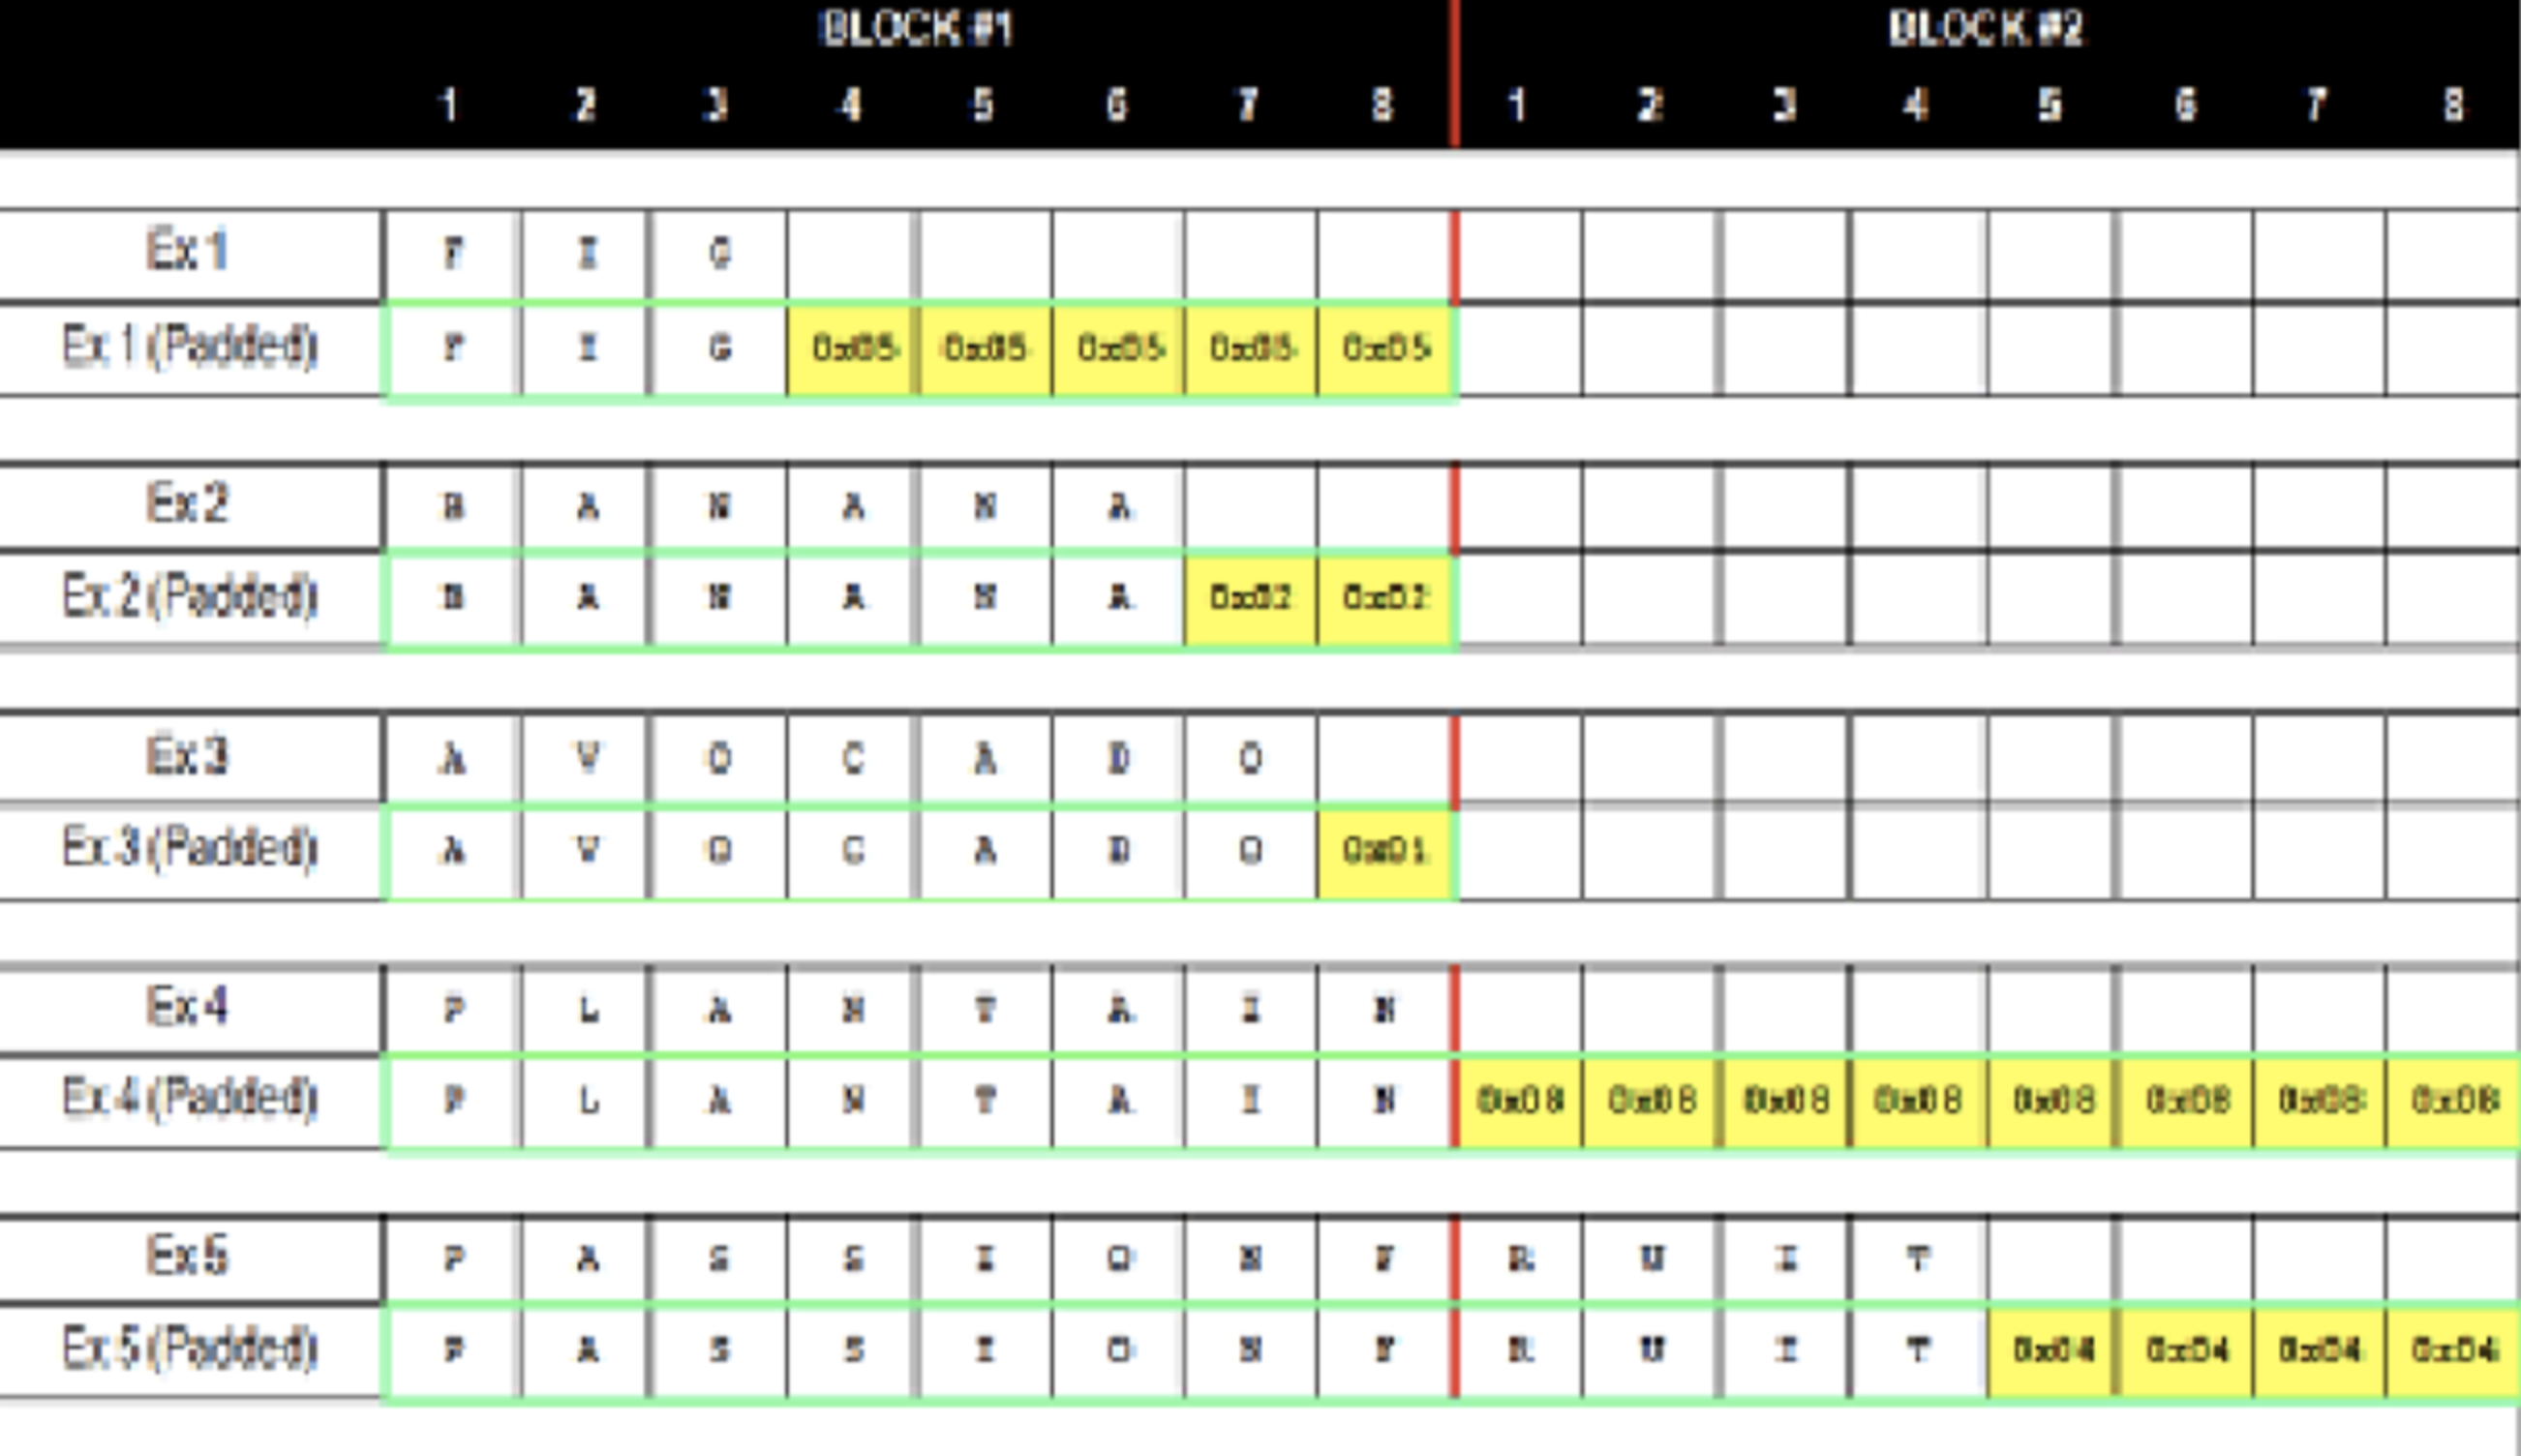 BLOCK #1 BLOCK #2
1 2 3 4 5 6 7 8 1 2 3 4 5 6 7 8
Ex 1 F I G
Ex 1 (Padded) F I G 0x05 0x05 0x05 0x05 0x05
Ex 2 B A N A N A
Ex 2 (Padded) B A N A N A 0x02 0x02
Ex 3 A V O C A D O
Ex 3 (Padded) A V O C A D O 0x01
Ex 4 P L A N T A I N
Ex 4 (Padded) P L A N T A I N 0x08 0x08 0x08 0x08 0x08 0x08 0x08 0x08
Ex 5 P A S S I O N F R U I T
Ex 5 (Padded) P A S S I O N F R U I T 0x04 0x04 0x04 0x04